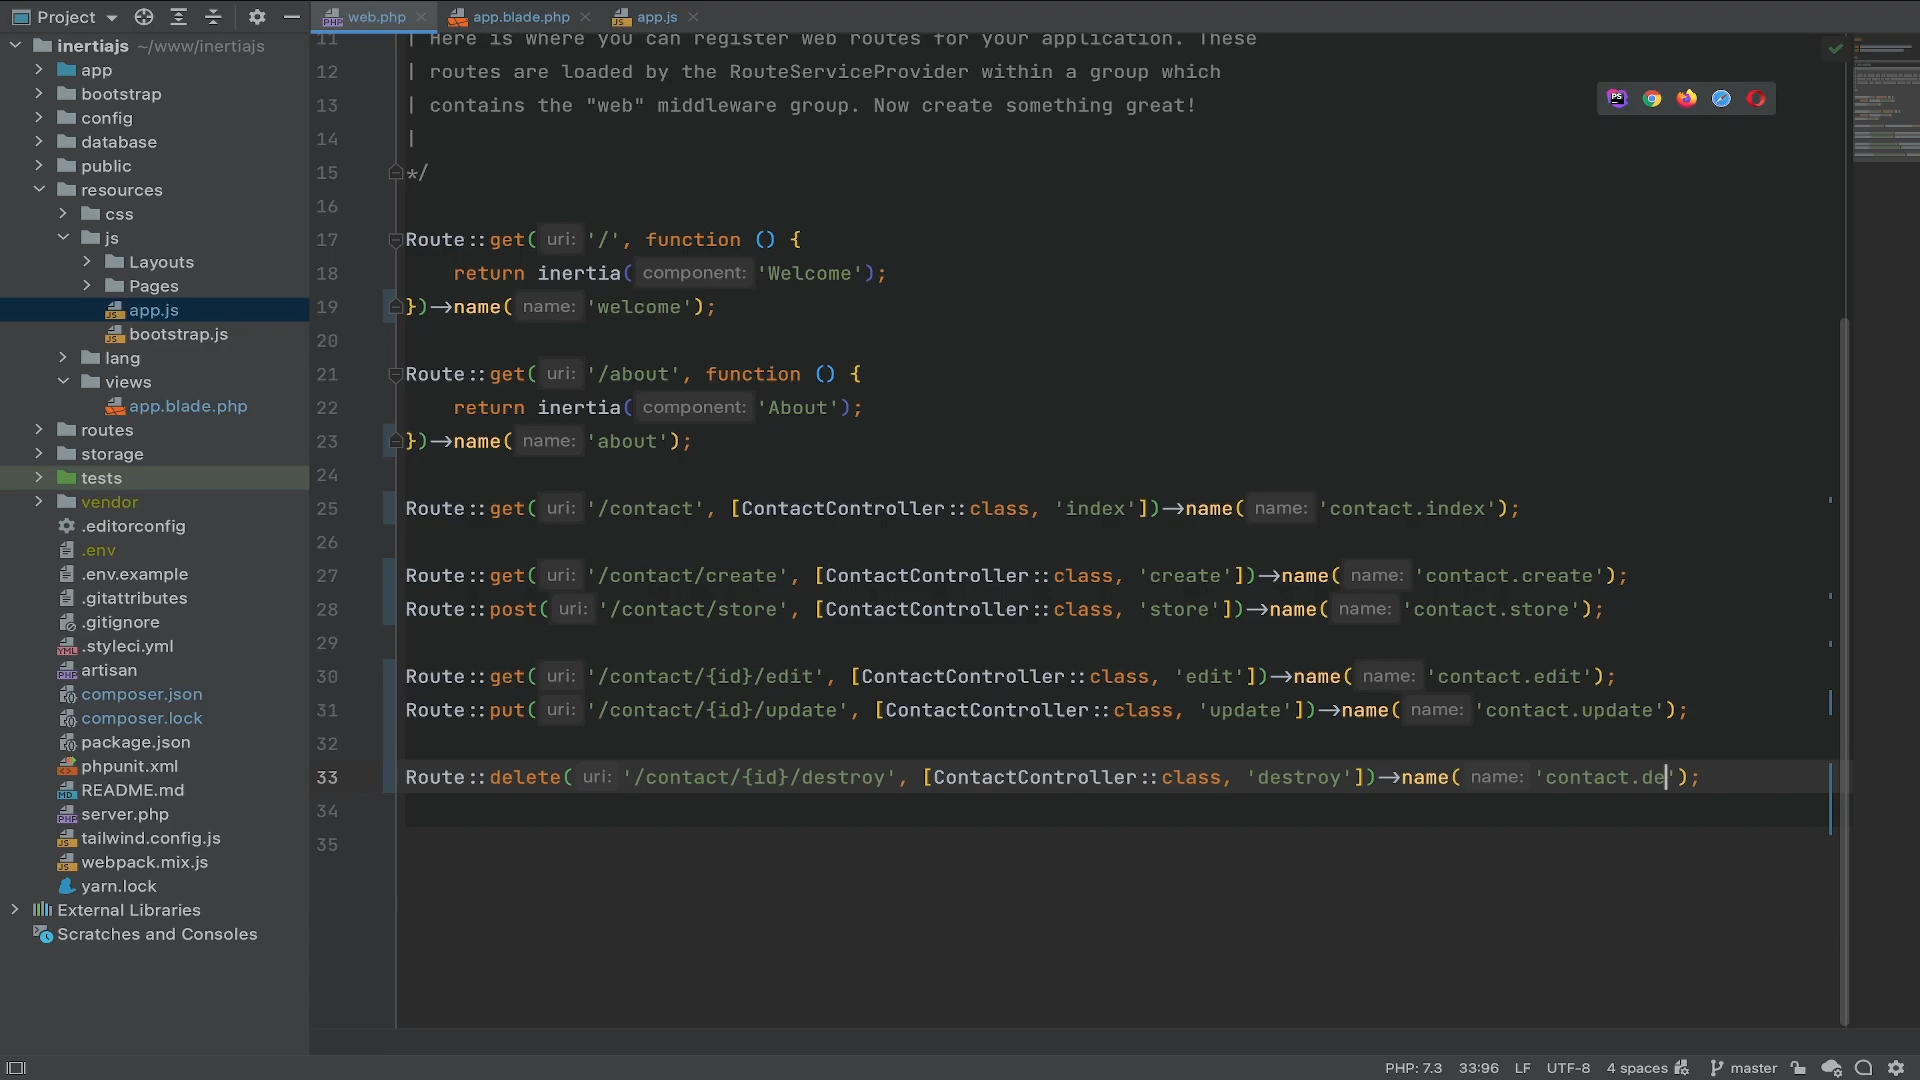 Project
web.php
app.blade.php
app.js
inertiajs ~/www/inertiajs
app
bootstrap
config
database
public
resources
css
js
Layouts
Pages
app.js
bootstrap.js
lang
views
app.blade.php
routes
storage
tests
vendor
.editorconfig
.env
.env.example
.gitattributes
.gitignore
.styleci.yml
artisan
composer.json
composer.lock
package.json
phpunit.xml
README.md
server.php
tailwind.config.js
webpack.mix.js
yarn.lock
External Libraries
Scratches and Consoles
11 | Here is where you can register web routes for your application. These
12 | routes are loaded by the RouteServiceProvider within a group which
13 | contains the "web" middleware group. Now create something great!
14 |
15 */
16
17 Route::get( uri: '/', function () {
18 return inertia( component: 'Welcome');
19 })->name( name: 'welcome');
20
21 Route::get( uri: '/about', function () {
22 return inertia( component: 'About');
23 })->name( name: 'about');
24
25 Route::get( uri: '/contact', [ContactController::class, 'index'])->name( name: 'contact.index');
26
27 Route::get( uri: '/contact/create', [ContactController::class, 'create'])->name( name: 'contact.create');
28 Route::post( uri: '/contact/store', [ContactController::class, 'store'])->name( name: 'contact.store');
29
30 Route::get( uri: '/contact/{id}/edit', [ContactController::class, 'edit'])->name( name: 'contact.edit');
31 Route::put( uri: '/contact/{id}/update', [ContactController::class, 'update'])->name( name: 'contact.update');
32
33 Route::delete( uri: '/contact/{id}/destroy', [ContactController::class, 'destroy'])->name( name: 'contact.de');
34
35
PHP: 7.3 33:96 LF UTF-8 4 spaces master